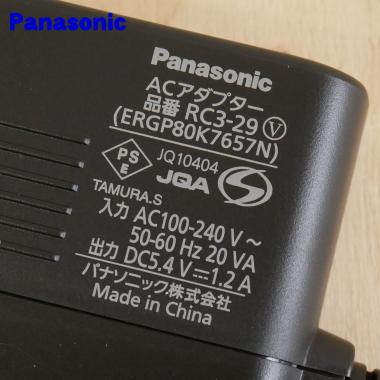 Panasonic
Panasonic
ACアダプター
品番 RC3-29 Ⓥ
(ERGP80K7657N)
PS
E
JQ10404
JQA
S
TAMURA.S
入力 AC100-240 V～
50-60 Hz 20 VA
出力 DC5.4 V⎓1.2 A
パナソニック株式会社
Made in China